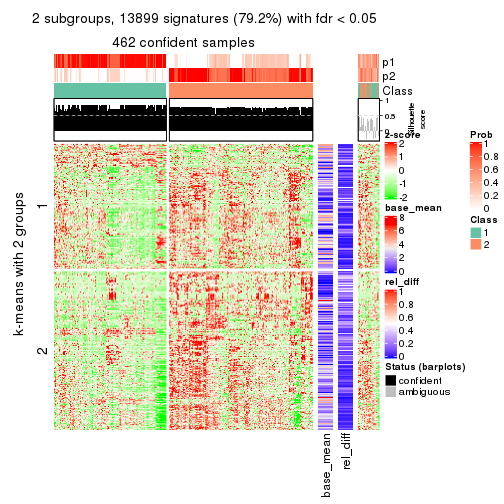 2 subgroups, 13899 signatures (79.2%) with fdr < 0.05
462 confident samples
p1
p2
Class
1
0.5
0
Silhouette
score
k-means with 2 groups
1
2
base_mean
rel_diff
z-score
2
1
0
-1
-2
base_mean
8
6
4
2
0
rel_diff
1
0.8
0.6
0.4
0.2
0
Status (barplots)
confident
ambiguous
Prob
1
0.8
0.6
0.4
0.2
0
Class
1
2